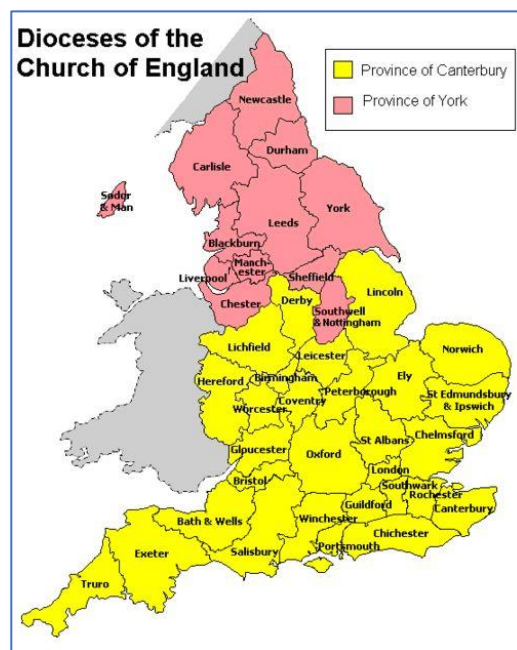 Dioceses of the
Church of England
Province of Canterbury
Province of York
Newcastle
Carlisle
Durham
Sodor
& Man
York
Leeds
Blackburn
Manch-
ester
Liverpool
Sheffield
Chester
Derby
Lincoln
Southwell
& Nottingham
Lichfield
Leicester
Norwich
Hereford
Birmingham
Ely
Peterborough
St Edmundsbury
& Ipswich
Worcester
Coventry
St Albans
Chelmsford
Gloucester
Oxford
London
Bristol
Southwark
Rochester
Guildford
Canterbury
Bath & Wells
Winchester
Chichester
Exeter
Salisbury
Portsmouth
Truro